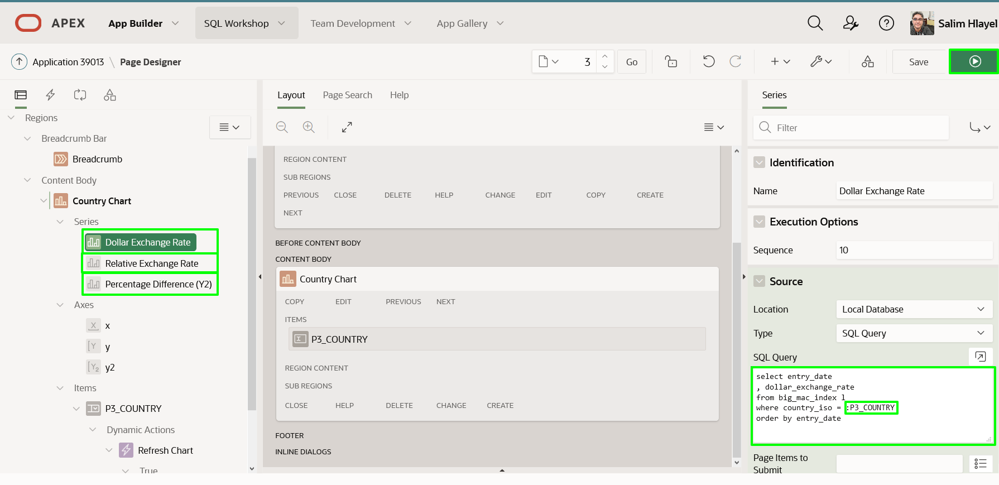 APEX App Builder SQL Workshop Team Development App Gallery Salim Hlayel
Application 39013 \ Page Designer 3 Go Save
Regions
Breadcrumb Bar
Breadcrumb
Content Body
Country Chart
Series
Dollar Exchange Rate
Relative Exchange Rate
Percentage Difference (Y2)
Axes
X x
Y y
Y2 y2
Items
P3_COUNTRY
Dynamic Actions
Refresh Chart
True
Layout Page Search Help
REGION CONTENT
SUB REGIONS
PREVIOUS CLOSE DELETE HELP CHANGE EDIT COPY CREATE
NEXT
BEFORE CONTENT BODY
CONTENT BODY
Country Chart
COPY EDIT PREVIOUS NEXT
ITEMS
P3_COUNTRY
REGION CONTENT
SUB REGIONS
CLOSE HELP DELETE CHANGE CREATE
FOOTER
INLINE DIALOGS
Series
Filter
Identification
Name Dollar Exchange Rate
Execution Options
Sequence 10
Source
Location Local Database
Type SQL Query
SQL Query
select entry_date
, dollar_exchange_rate
from big_mac_index l
where country_iso = :P3_COUNTRY
order by entry_date
Page Items to
Submit